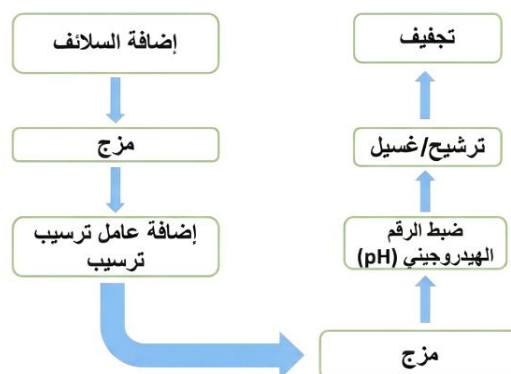 إضافة السلائف
مزج
إضافة عامل ترسيب
ترسيب
مزج
ضبط الرقم
الهيدروجيني (pH)
ترشيح/غسيل
تجفيف